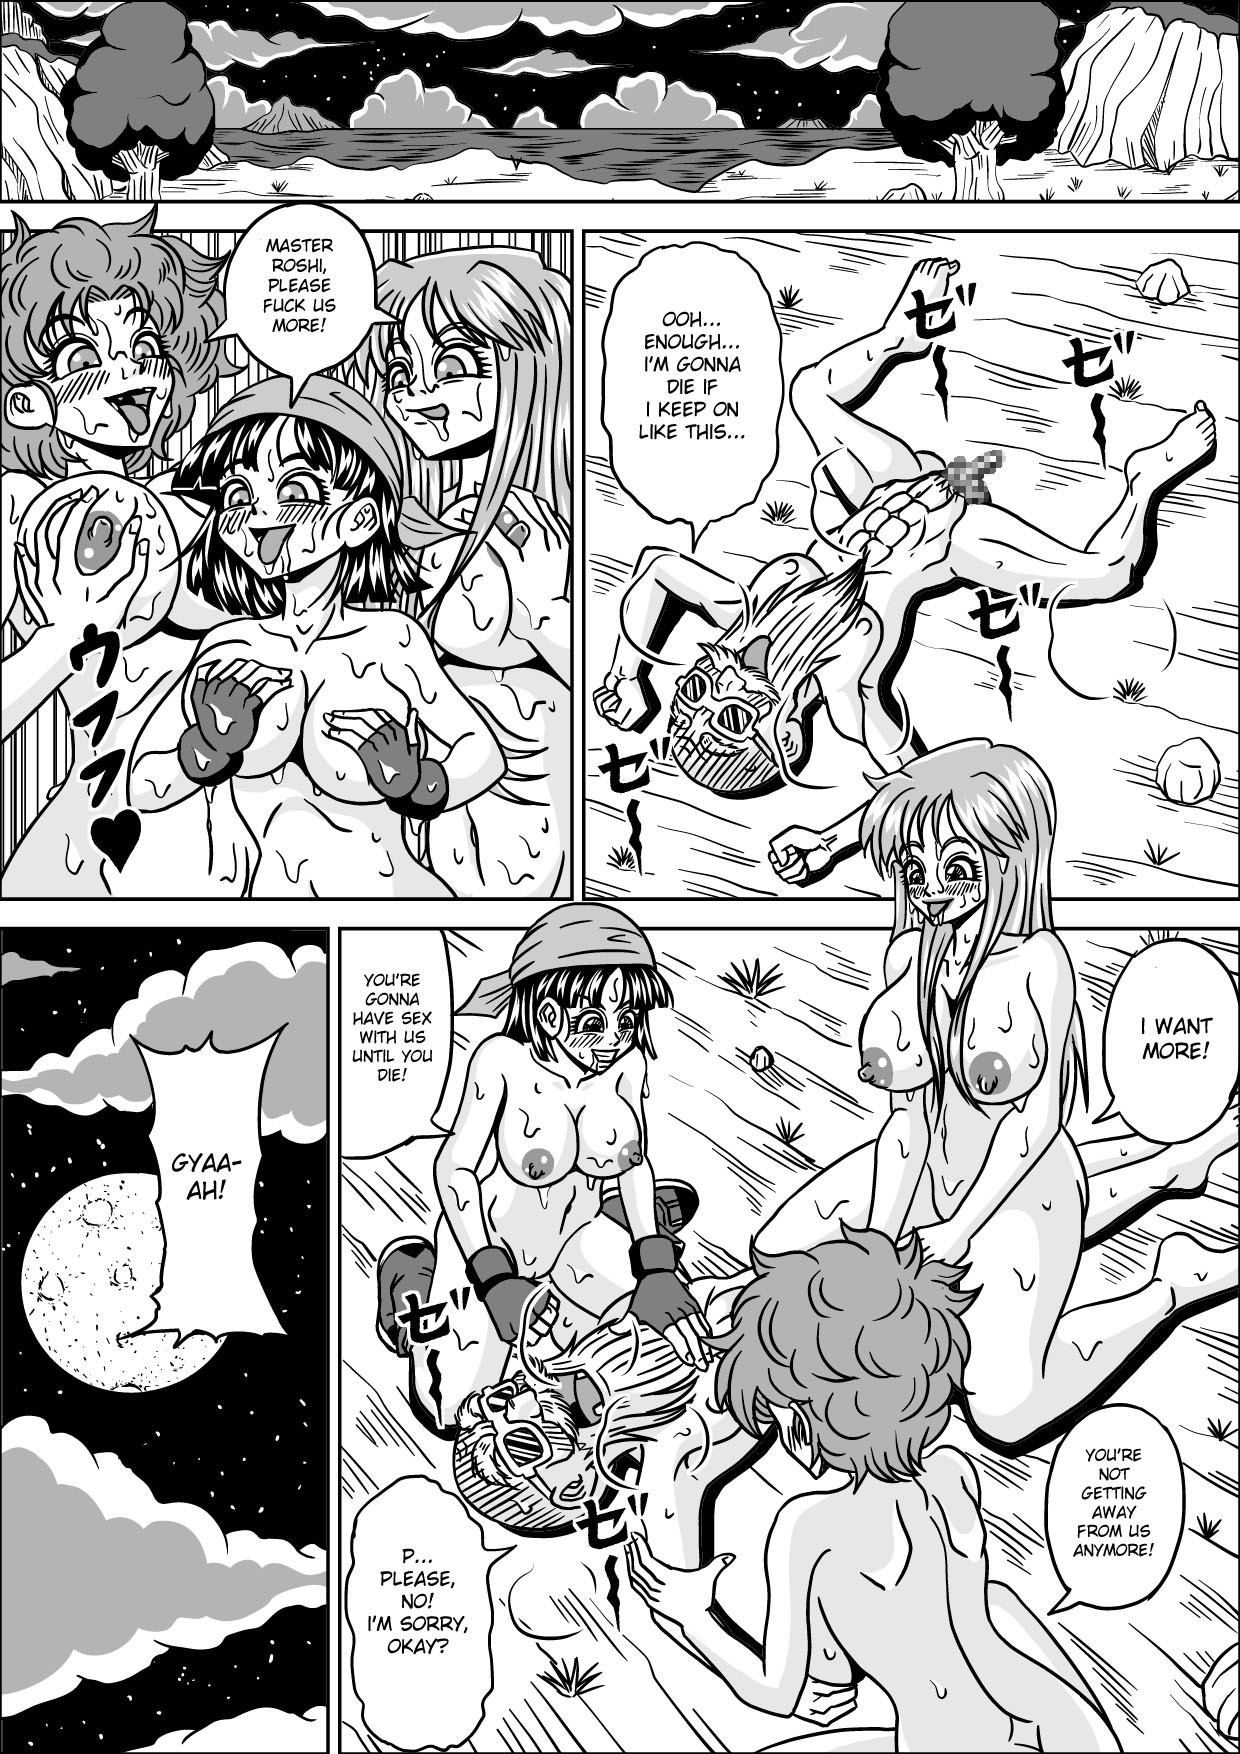 MASTER
ROSHI,
PLEASE
FUCK US
MORE!
ウフフフ♥
OOH...
ENOUGH...
I'M GONNA
DIE IF
I KEEP ON
LIKE THIS...
ゼ
ゼ
ゼ
ゼ
YOU'RE
GONNA
HAVE SEX
WITH US
UNTIL YOU
DIE!
I WANT
MORE!
ゼ
ゼ
YOU'RE
NOT
GETTING
AWAY
FROM US
ANYMORE!
P...
PLEASE,
NO!
I'M SORRY,
OKAY?
GYAA-
AH!